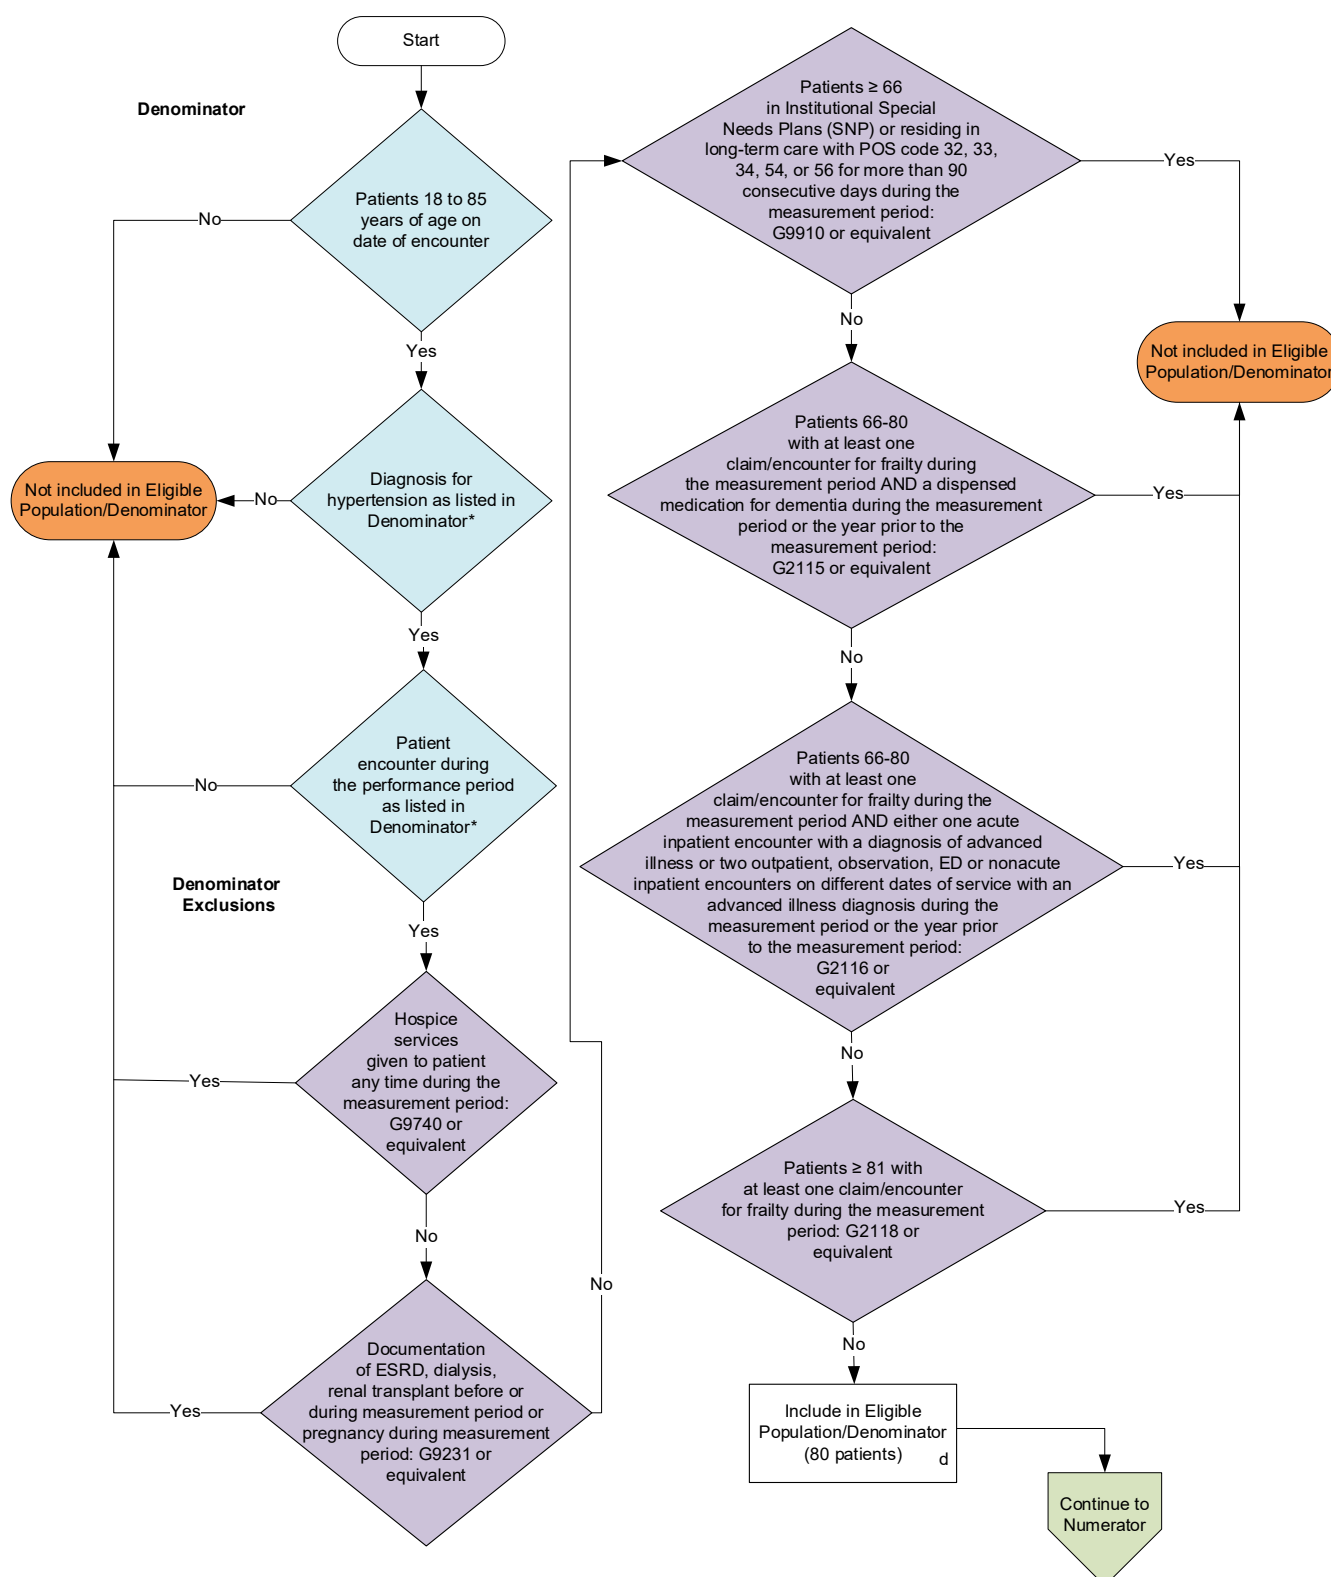 Start
Denominator
Patients 18 to 85
years of age on
date of encounter
No
Yes
Diagnosis for
hypertension as listed in
Denominator*
No
Not included in Eligible
Population/Denominator
Yes
Patient
encounter during
the performance period
as listed in
Denominator*
No
Denominator
Exclusions
Yes
Hospice
services
given to patient
any time during the
measurement period:
G9740 or
equivalent
Yes
No
Documentation
of ESRD, dialysis,
renal transplant before or
during measurement period or
pregnancy during measurement
period: G9231 or
equivalent
Yes
No
Patients ≥ 66
in Institutional Special
Needs Plans (SNP) or residing in
long-term care with POS code 32, 33,
34, 54, or 56 for more than 90
consecutive days during the
measurement period:
G9910 or equivalent
Yes
No
Not included in Eligible
Population/Denominator
Patients 66-80
with at least one
claim/encounter for frailty during
the measurement period AND a dispensed
medication for dementia during the measurement
period or the year prior to the
measurement period:
G2115 or equivalent
Yes
No
Patients 66-80
with at least one
claim/encounter for frailty during the
measurement period AND either one acute
inpatient encounter with a diagnosis of advanced
illness or two outpatient, observation, ED or nonacute
inpatient encounters on different dates of service with an
advanced illness diagnosis during the
measurement period or the year prior
to the measurement period:
G2116 or
equivalent
Yes
No
Patients ≥ 81 with
at least one claim/encounter
for frailty during the measurement
period: G2118 or
equivalent
Yes
No
Include in Eligible
Population/Denominator
(80 patients)
d
Continue to
Numerator